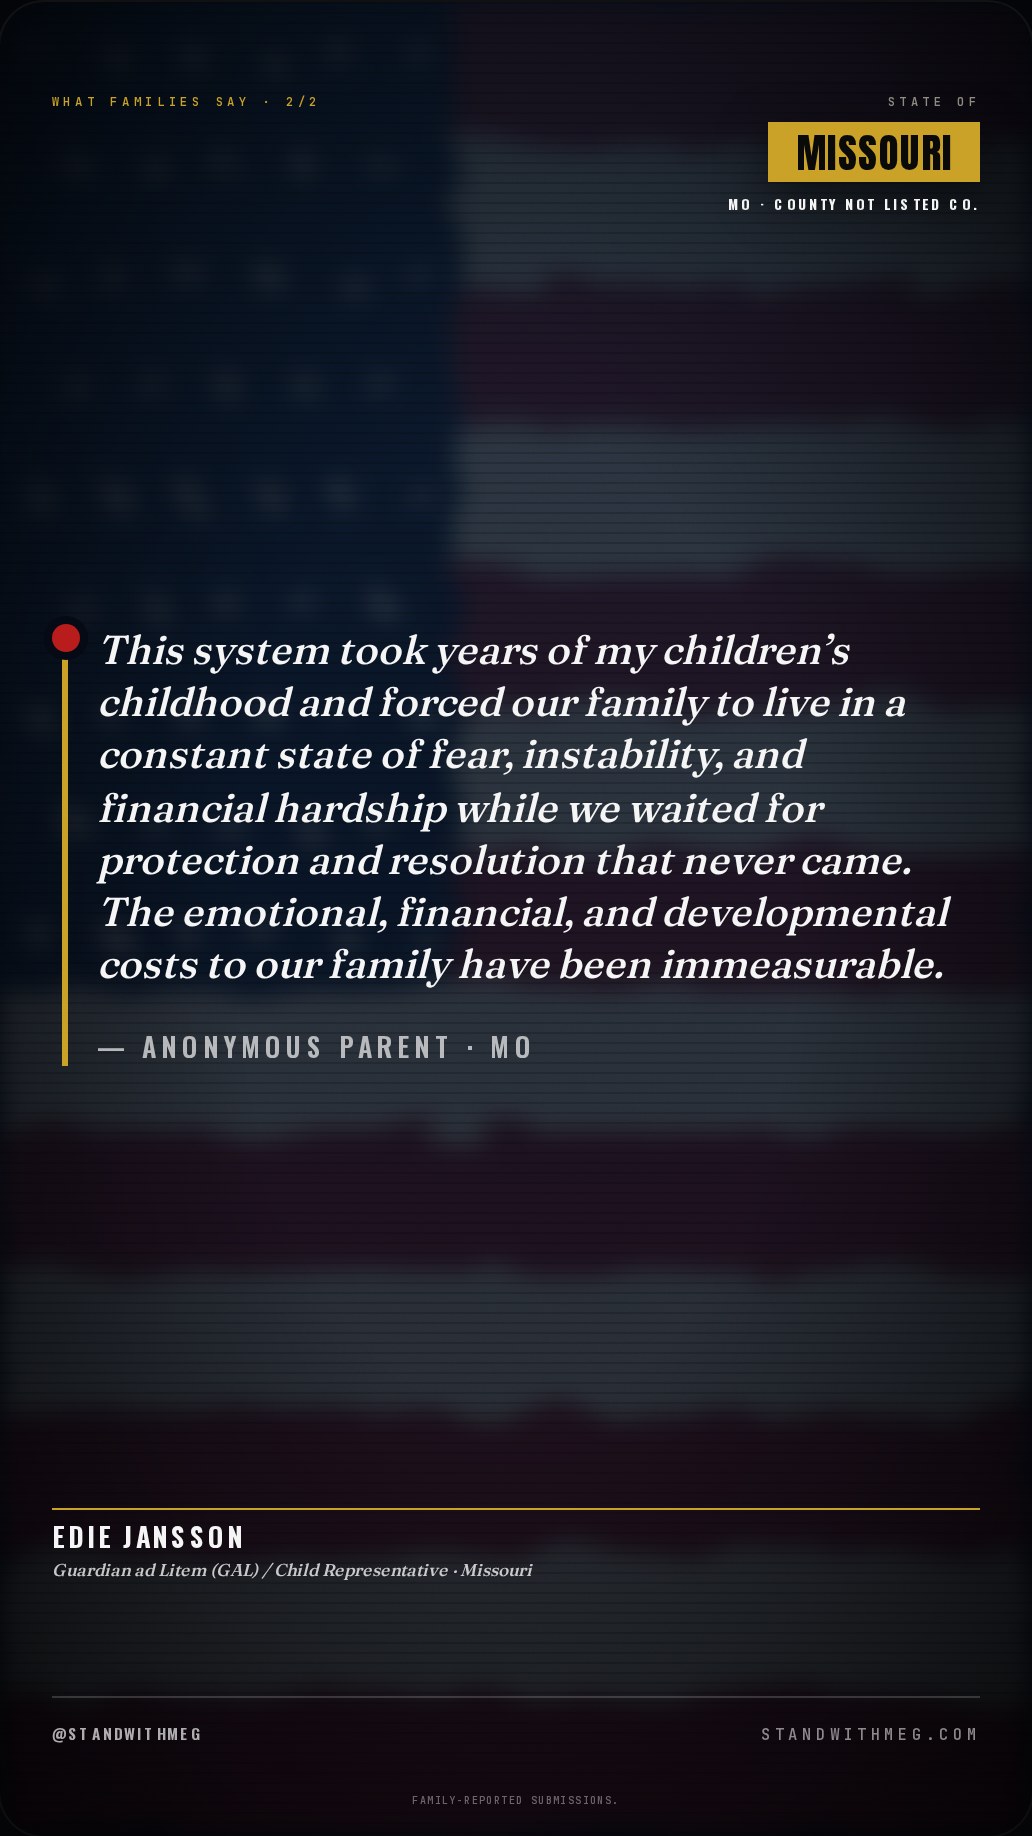 WHAT FAMILIES SAY · 2/2
STATE OF
MISSOURI
MO · COUNTY NOT LISTED CO.
This system took years of my children’s
childhood and forced our family to live in a
constant state of fear, instability, and
financial hardship while we waited for
protection and resolution that never came.
The emotional, financial, and developmental
costs to our family have been immeasurable.
— ANONYMOUS PARENT · MO
EDIE JANSSON
Guardian ad Litem (GAL) / Child Representative · Missouri
@STANDWITHMEG
STANDWITHMEG.COM
FAMILY-REPORTED SUBMISSIONS.